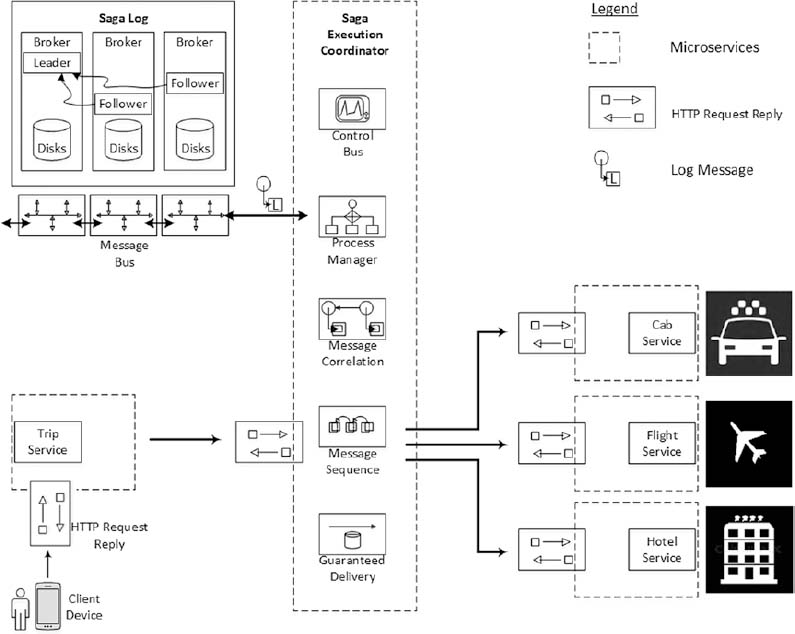 Saga Log
Broker
Broker
Broker
Leader
Follower
Follower
Disks
Disks
Disks
L
Message
Bus
Saga
Execution
Coordinator
Control
Bus
Process
Manager
Message
Correlation
Message
Sequence
Guaranteed
Delivery
Legend
Microservices
HTTP Request Reply
L
Log Message
Cab
Service
Flight
Service
Hotel
Service
Trip
Service
HTTP Request
Reply
Client
Device